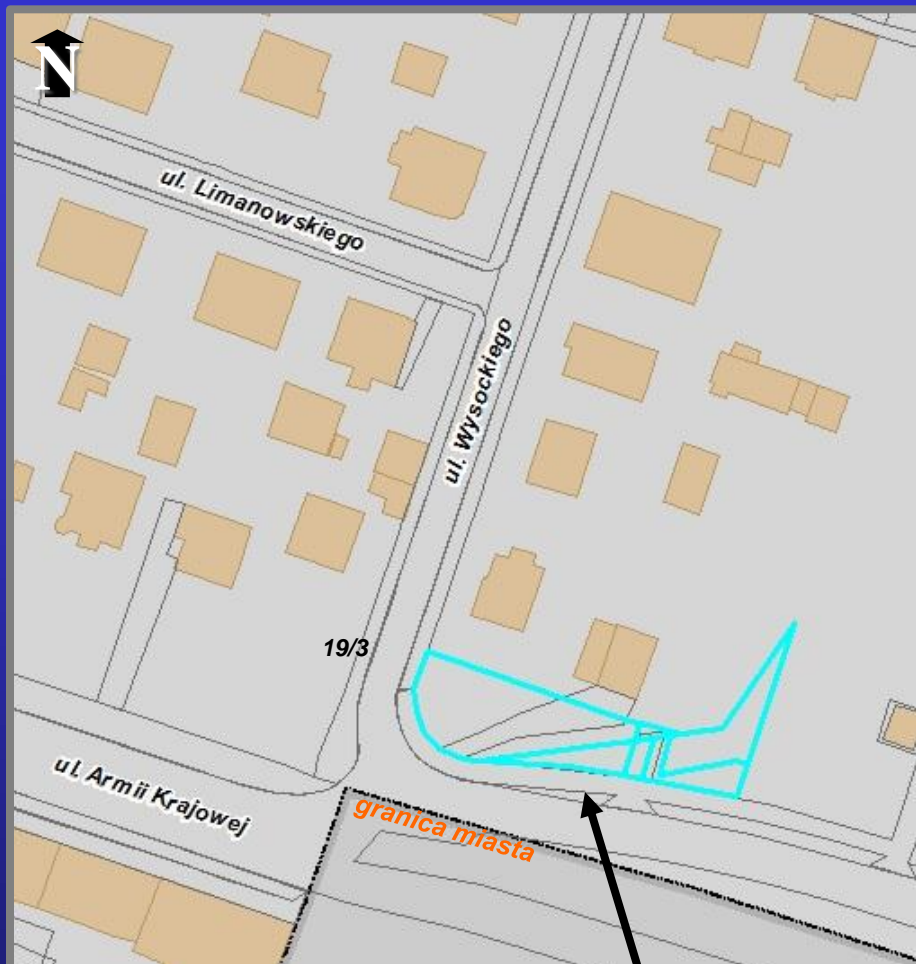 N
ul. Limanowskiego
ul. Wysockiego
19/3
ul. Armii Krajowej
granica miasta